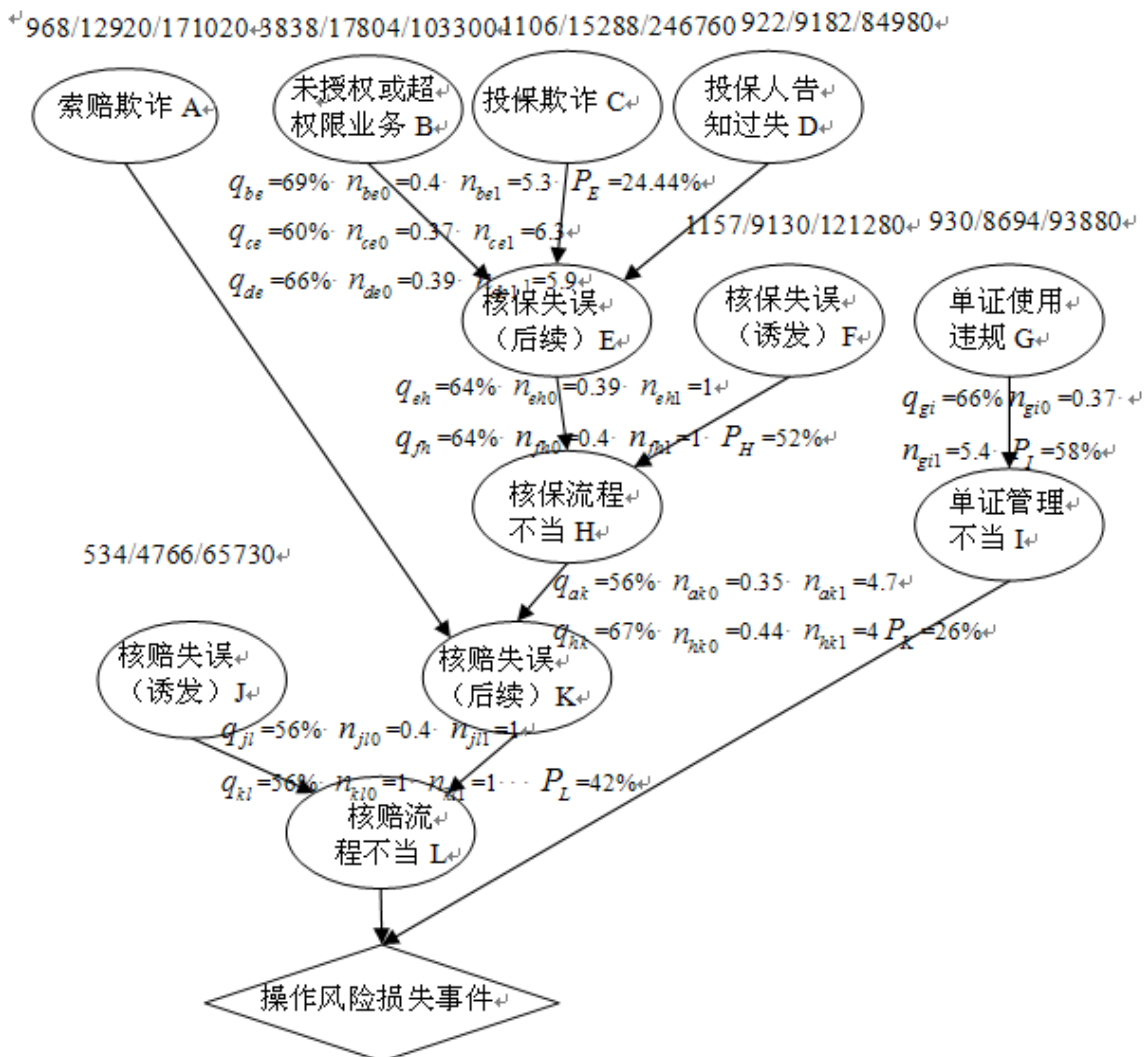 968/12920/171020 3838/17804/103300 1106/15288/246760 922/9182/84980
索赔欺诈 A
未授权或超
权限业务 B
投保欺诈 C
投保人告
知过失 D
q_be=69% n_be0=0.4 n_be1=5.3 P_E=24.44%
q_ce=60% n_ce0=0.37 n_ce1=6.3
1157/9130/121280 930/8694/93880
q_de=66% n_de0=0.39 =5.9
核保失误
（后续）E
核保失误
（诱发）F
单证使用
违规 G
q_eh=64% n_eh0=0.39 n_eh1=1
q_fh=64% n_fh0=0.4 n_fh1=1 P_H=52%
q_gi=66% n_gi0=0.37
n_gi1=5.4 P_I=58%
核保流程
不当 H
单证管理
不当 I
534/4766/65730
q_ak=56% n_ak0=0.35 n_ak1=4.7
q_hk=67% n_hk0=0.44 n_hk1=4 P_K=26%
核赔失误
（诱发）J
核赔失误
（后续）K
q_jl=56% n_jl0=0.4 n_jl1=1
q_kl=56% n_kl0=1 n_kl1=1 P_L=42%
核赔流
程不当 L
操作风险损失事件